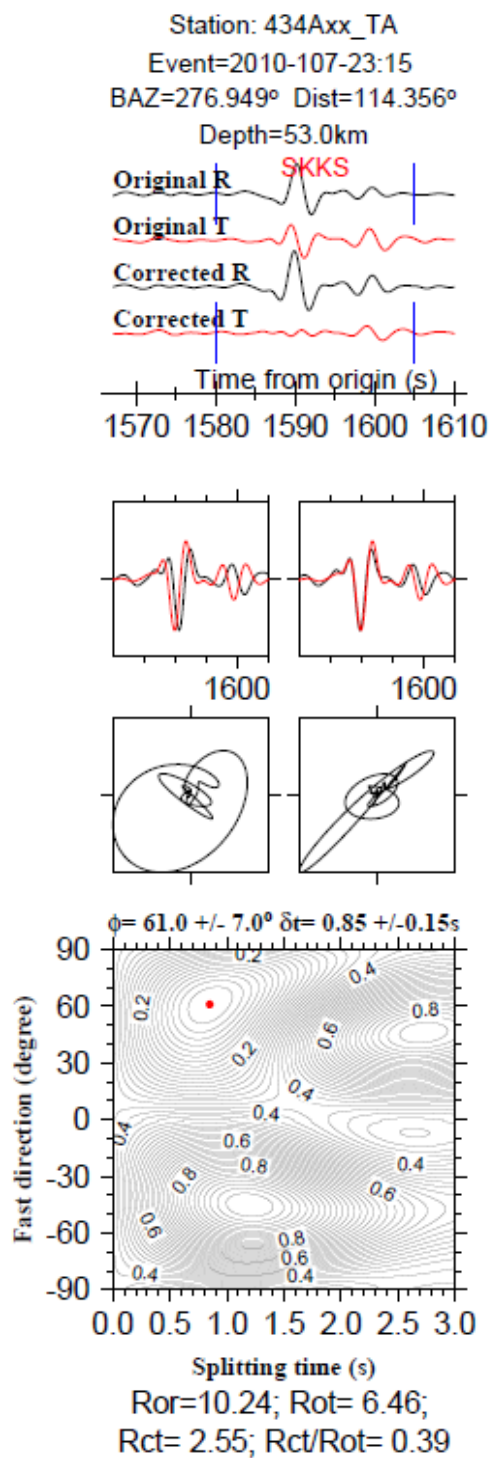 Station: 434Axx_TA
Event=2010-107-23:15
BAZ=276.949º Dist=114.356º
Depth=53.0km
SKKS
Original R
Original T
Corrected R
Corrected T
Time from origin (s)
1570 1580 1590 1600 1610
1600 1600
ϕ= 61.0 +/- 7.0º δt= 0.85 +/-0.15s
Fast direction (degree)
90
60
30
0
-30
-60
-90
0.2 0.4
0.2 0.8
0.6
0.2
0.4
0.4 0.4
0.6
0.8 0.4
0.8 0.6
0.6 0.8
0.6
0.4 0.4
0.0 0.5 1.0 1.5 2.0 2.5 3.0
Splitting time (s)
Ror=10.24; Rot= 6.46;
Rct= 2.55; Rct/Rot= 0.39